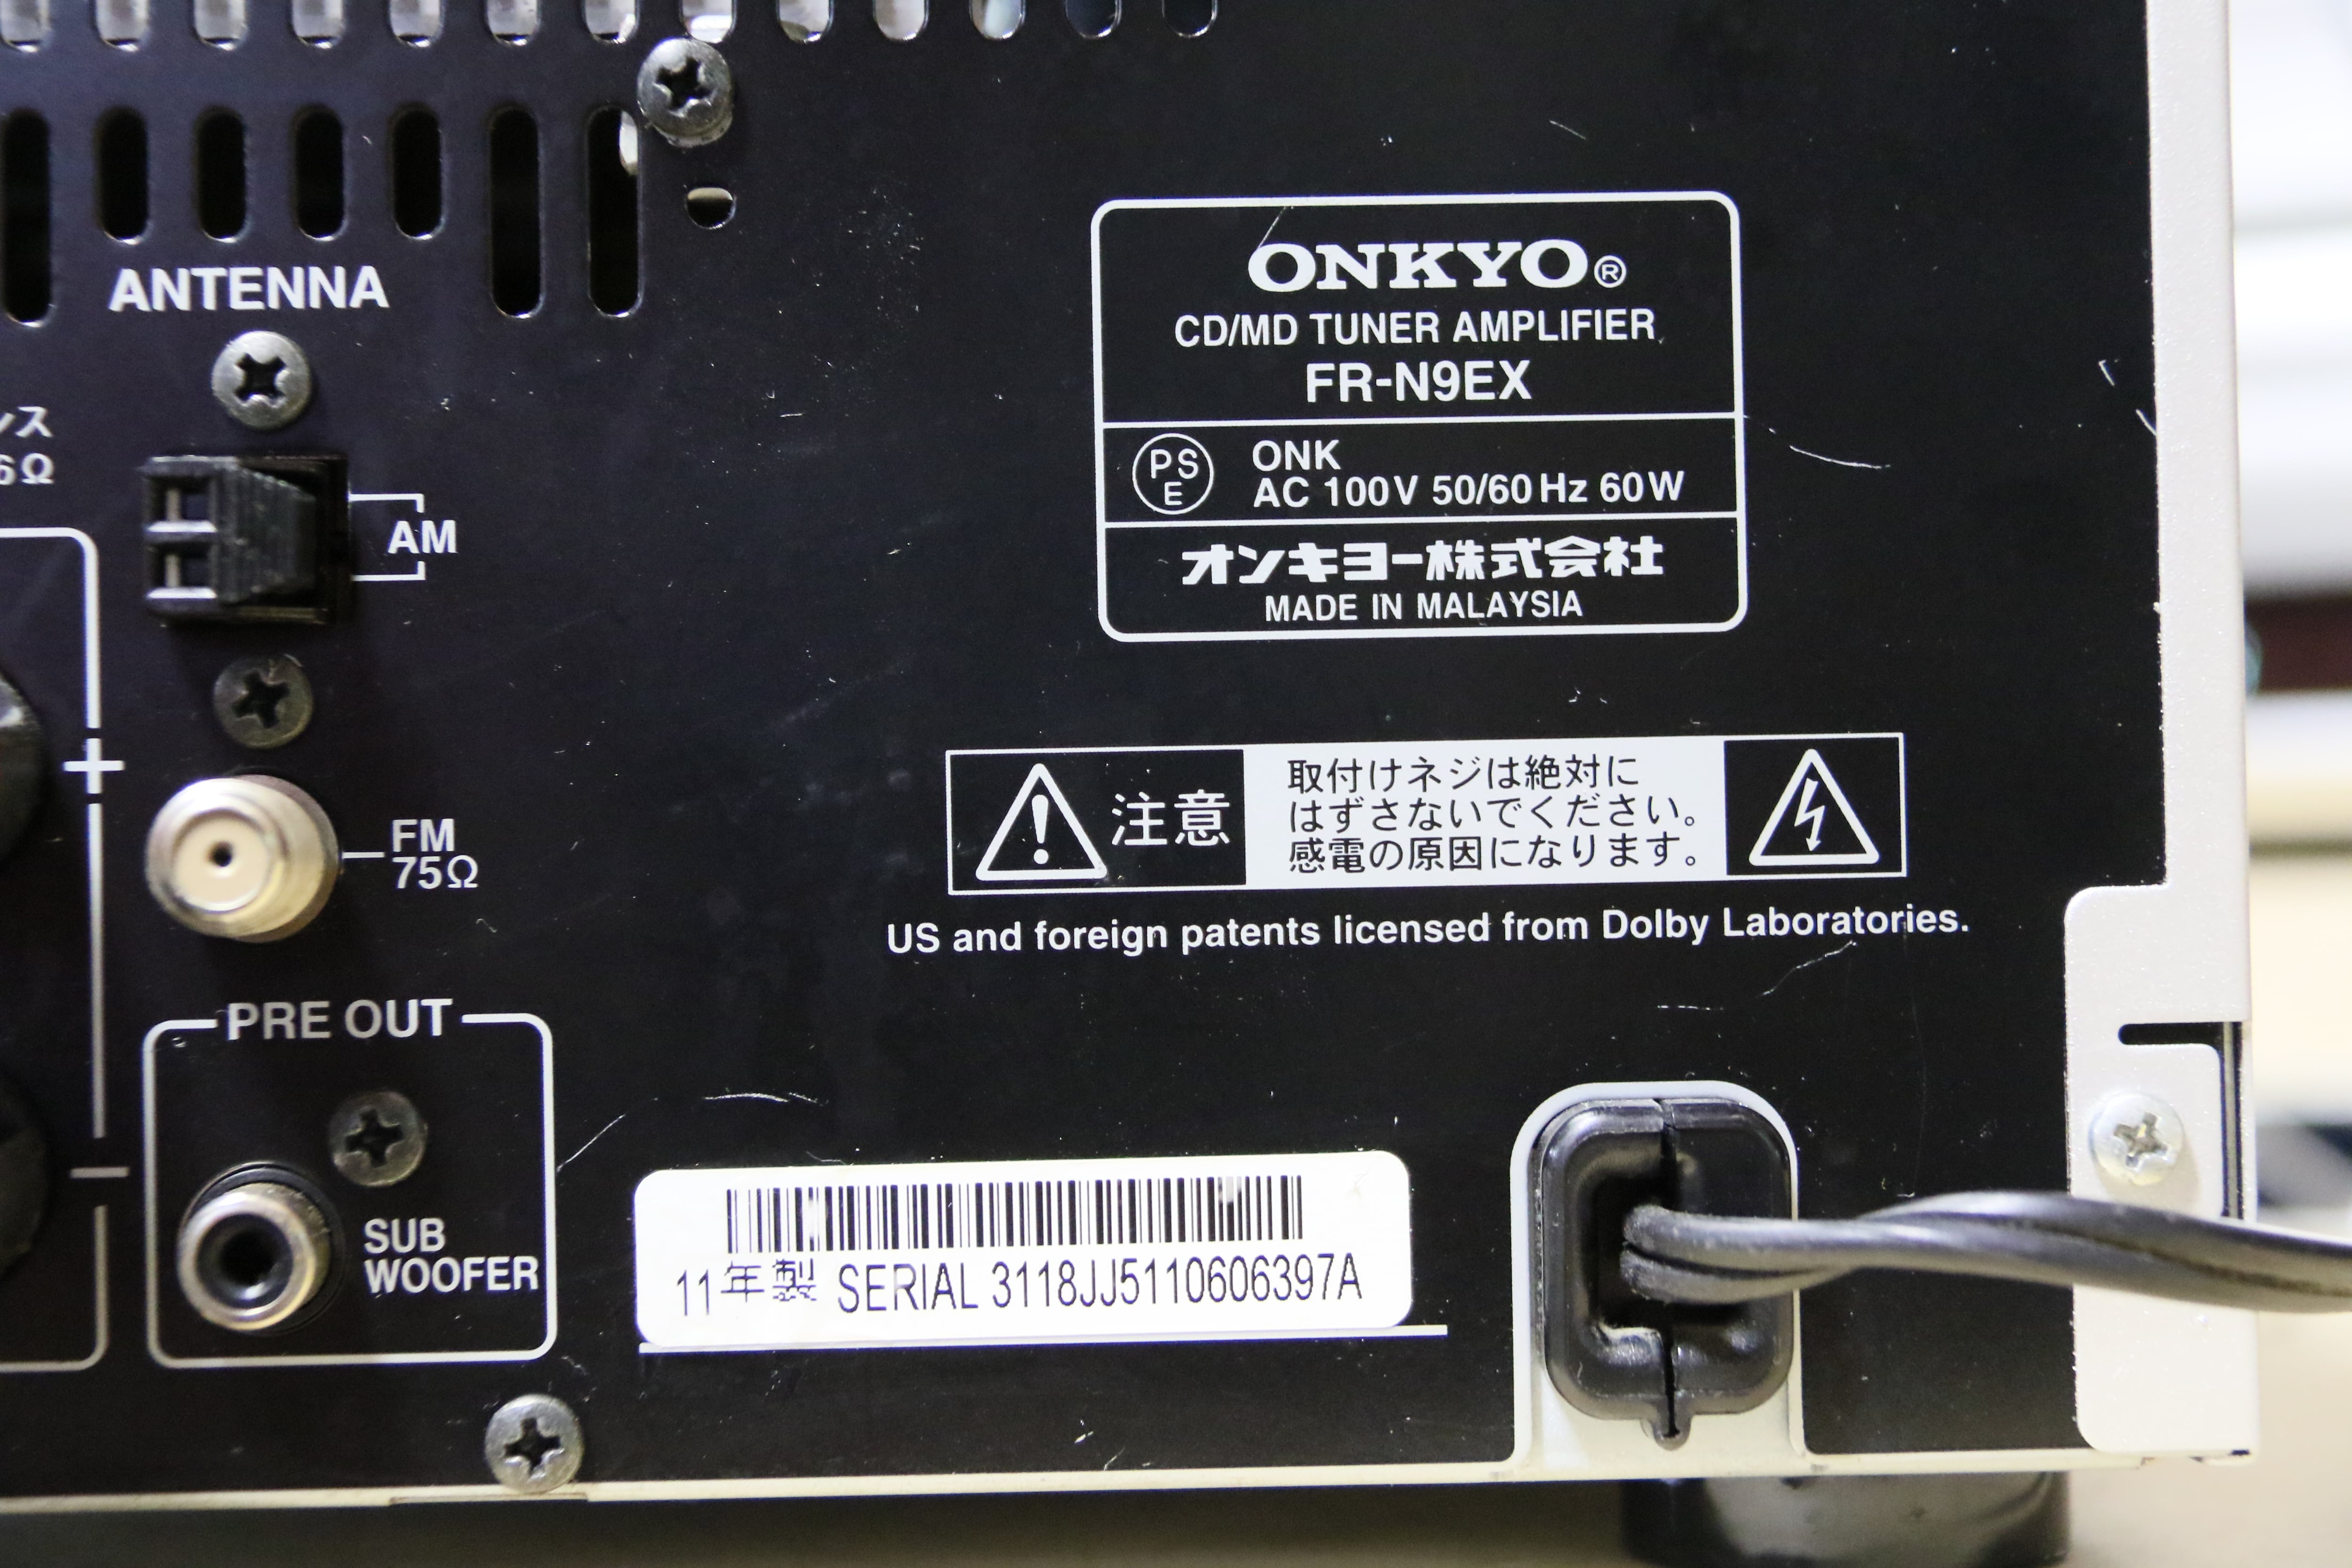 ANTENNA
ンス
6Ω
AM
+
FM
75Ω
−
PRE OUT
SUB
WOOFER
ONKYO®
CD/MD TUNER AMPLIFIER
FR-N9EX
PS
E
ONK
AC 100V 50/60Hz 60W
オンキヨー株式会社
MADE IN MALAYSIA
注意
取付けネジは絶対に
はずさないでください。
感電の原因になります。
US and foreign patents licensed from Dolby Laboratories.
11年製 SERIAL 3118JJ5110606397A